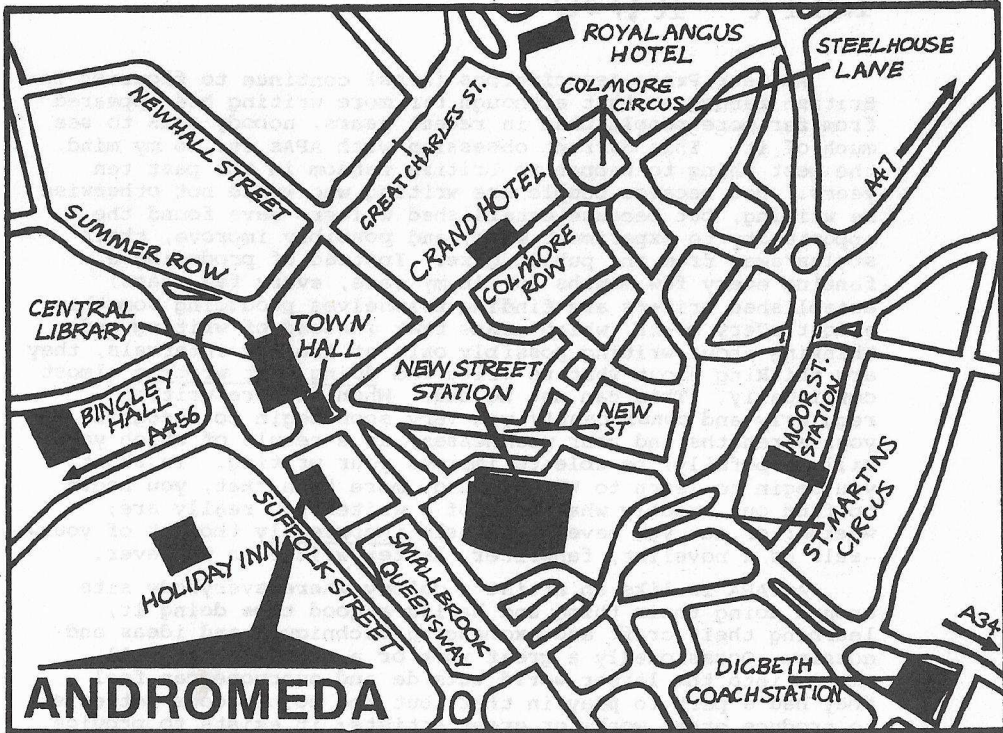 ROYAL ANGUS
HOTEL
STEELHOUSE
LANE
COLMORE
CIRCUS
NEWHALL STREET
GREAT CHARLES ST.
A47
GRAND HOTEL
COLMORE
ROW
SUMMER ROW
CENTRAL
LIBRARY
TOWN
HALL
NEW STREET
STATION
NEW
ST
BINGLEY
HALL
A456
MOOR ST.
STATION
ST. MARTINS
CIRCUS
HOLIDAY INN
SUFFOLK STREET
SMALLBROOK
QUEENSWAY
A34
DIGBETH
COACH STATION
ANDROMEDA